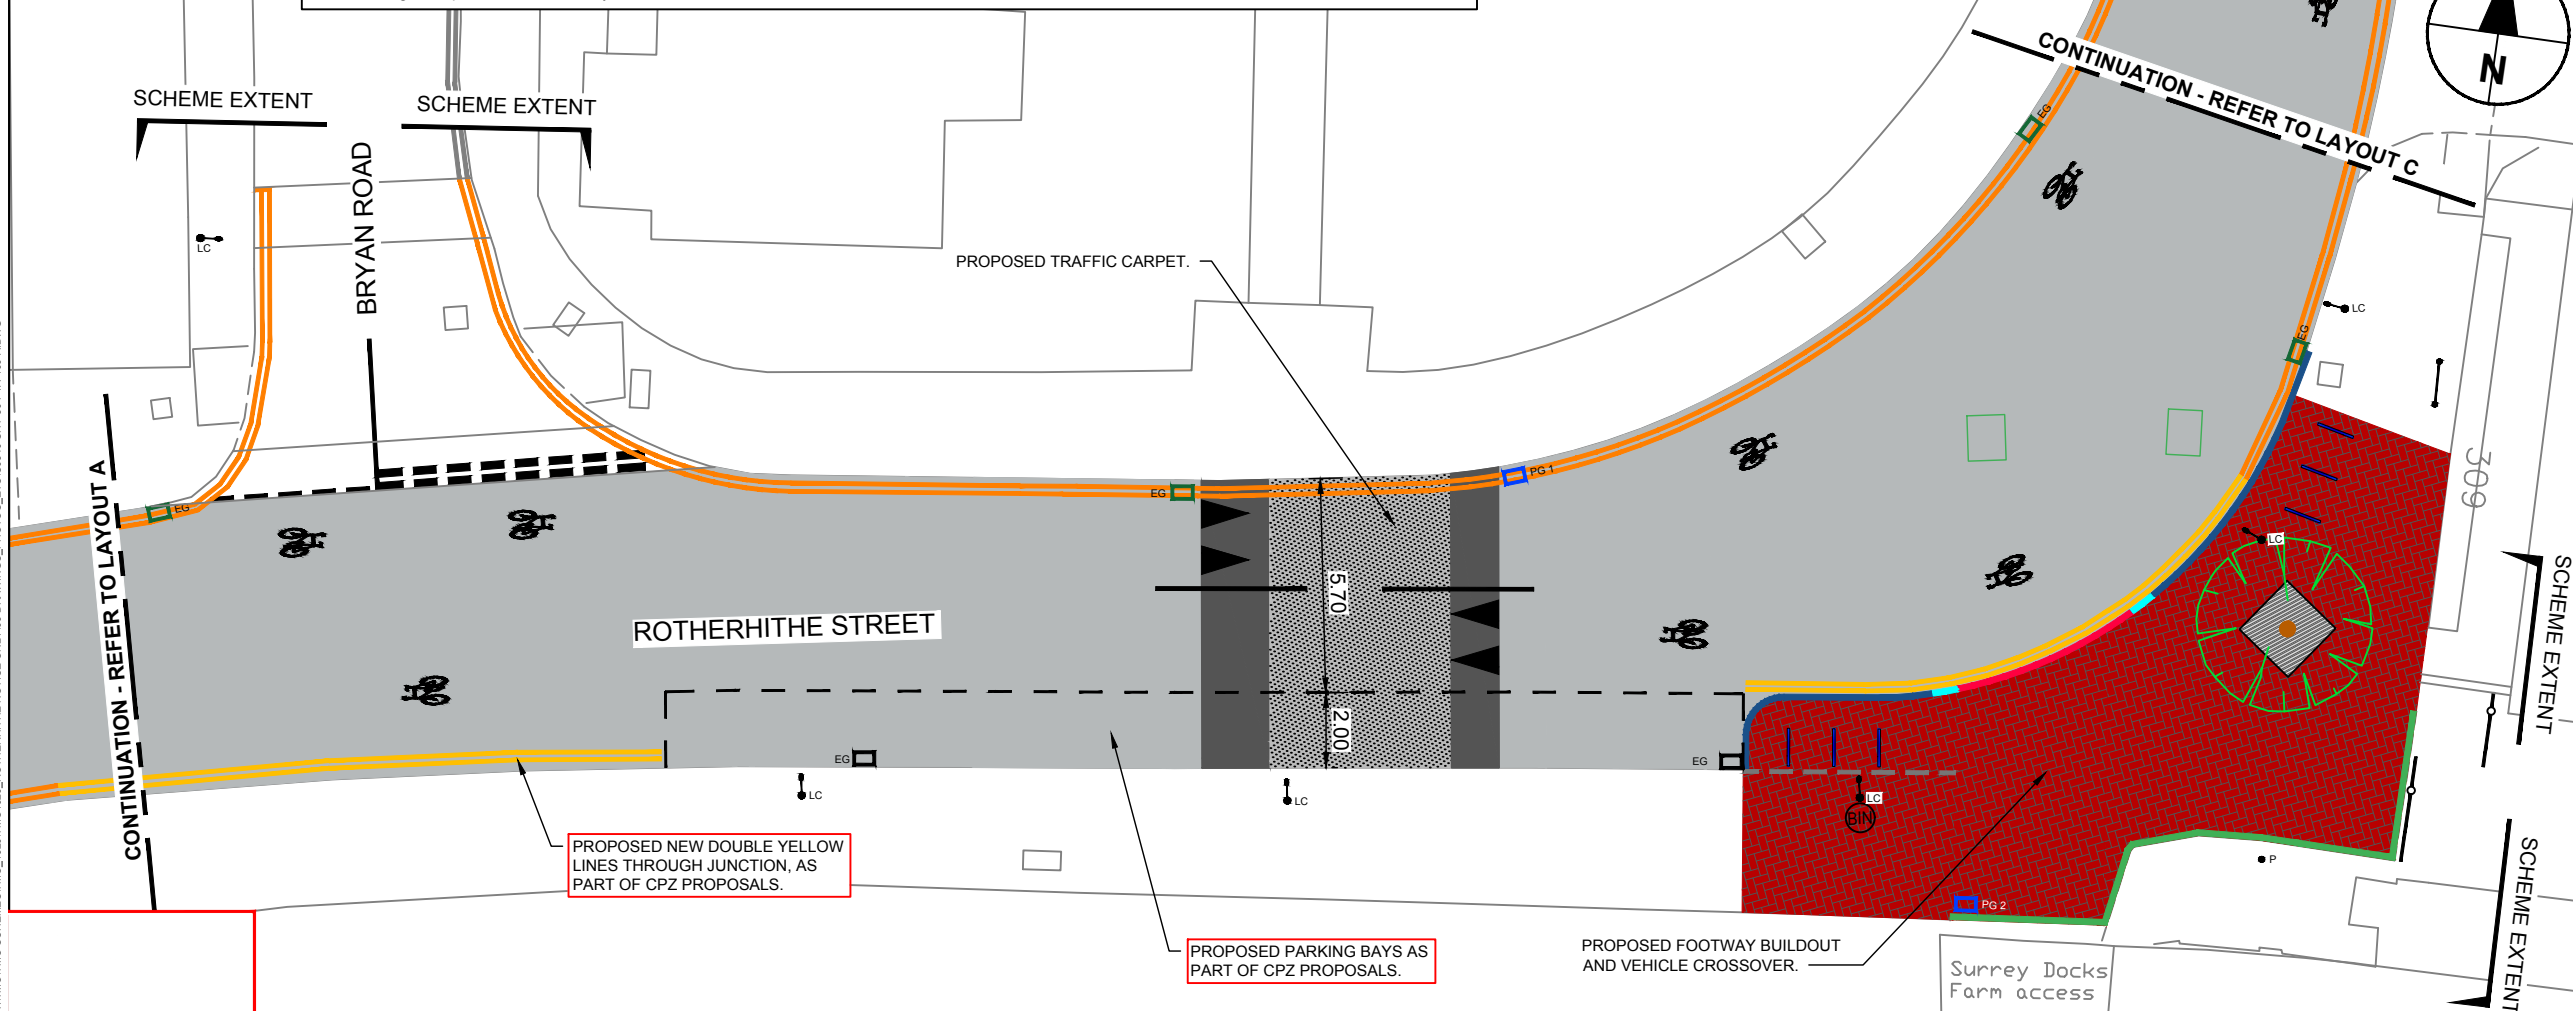 CONTINUATION - REFER TO LAYOUT C
N
SCHEME EXTENT
SCHEME EXTENT
BRYAN ROAD
EG
LC
PROPOSED TRAFFIC CARPET.
LC
EG
CONTINUATION - REFER TO LAYOUT A
EG
EG
PG 1
309
LC
5.70
ROTHERHITHE STREET
2.00
SCHEME EXTENT
EG
EG
LC
LC
LC
BIN
PROPOSED NEW DOUBLE YELLOW
LINES THROUGH JUNCTION, AS
PART OF CPZ PROPOSALS.
P
PG 2
SCHEME EXTENT
PROPOSED PARKING BAYS AS
PART OF CPZ PROPOSALS.
PROPOSED FOOTWAY BUILDOUT
AND VEHICLE CROSSOVER.
Surrey Docks
Farm access